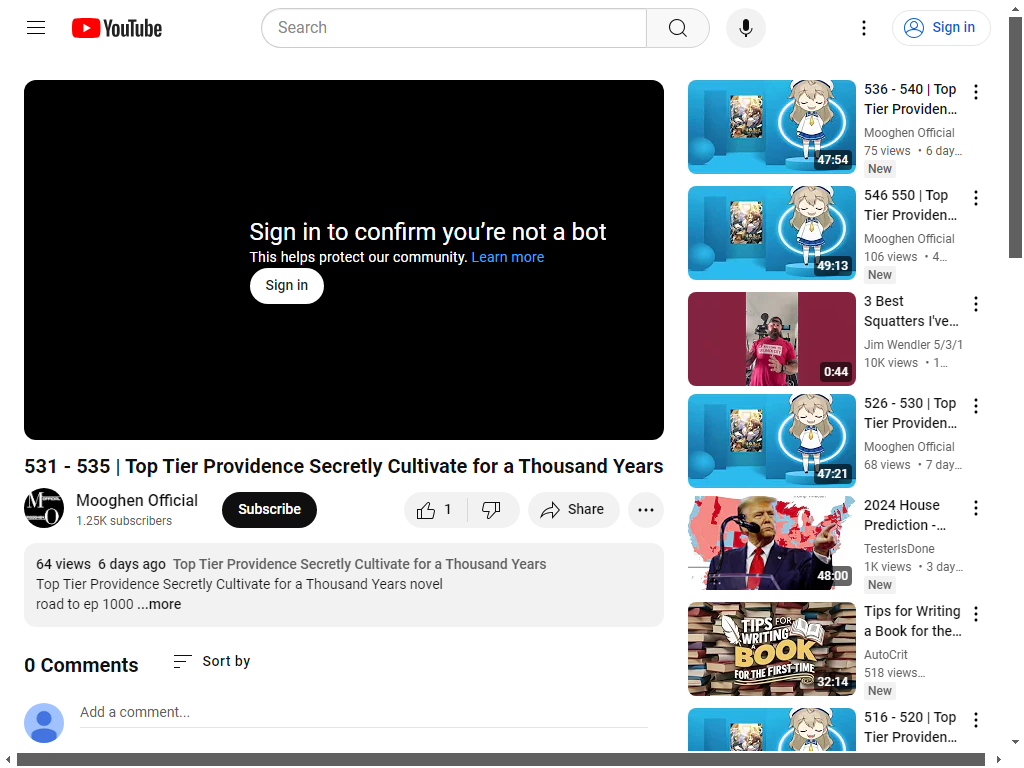 YouTube
Search
Sign in
Sign in to confirm you’re not a bot
This helps protect our community. Learn more
Sign in
531 - 535 | Top Tier Providence Secretly Cultivate for a Thousand Years
Mooghen Official
1.25K subscribers
Subscribe
1
Share
64 views 6 days ago Top Tier Providence Secretly Cultivate for a Thousand Years
Top Tier Providence Secretly Cultivate for a Thousand Years novel
road to ep 1000 ...more
0 Comments
Sort by
Add a comment...
47:54
536 - 540 | Top
Tier Providen...
Mooghen Official
75 views • 6 day...
New
49:13
546 550 | Top
Tier Providen...
Mooghen Official
106 views • 4...
New
0:44
3 Best
Squatters I've...
Jim Wendler 5/3/1
10K views • 1...
47:21
526 - 530 | Top
Tier Providen...
Mooghen Official
68 views • 7 day...
48:00
2024 House
Prediction -...
TesterIsDone
1K views • 3 day...
New
TIPS FOR
WRITING
A
BOOK
FOR THE FIRST-TIME
32:14
Tips for Writing
a Book for the...
AutoCrit
518 views...
New
516 - 520 | Top
Tier Providen...